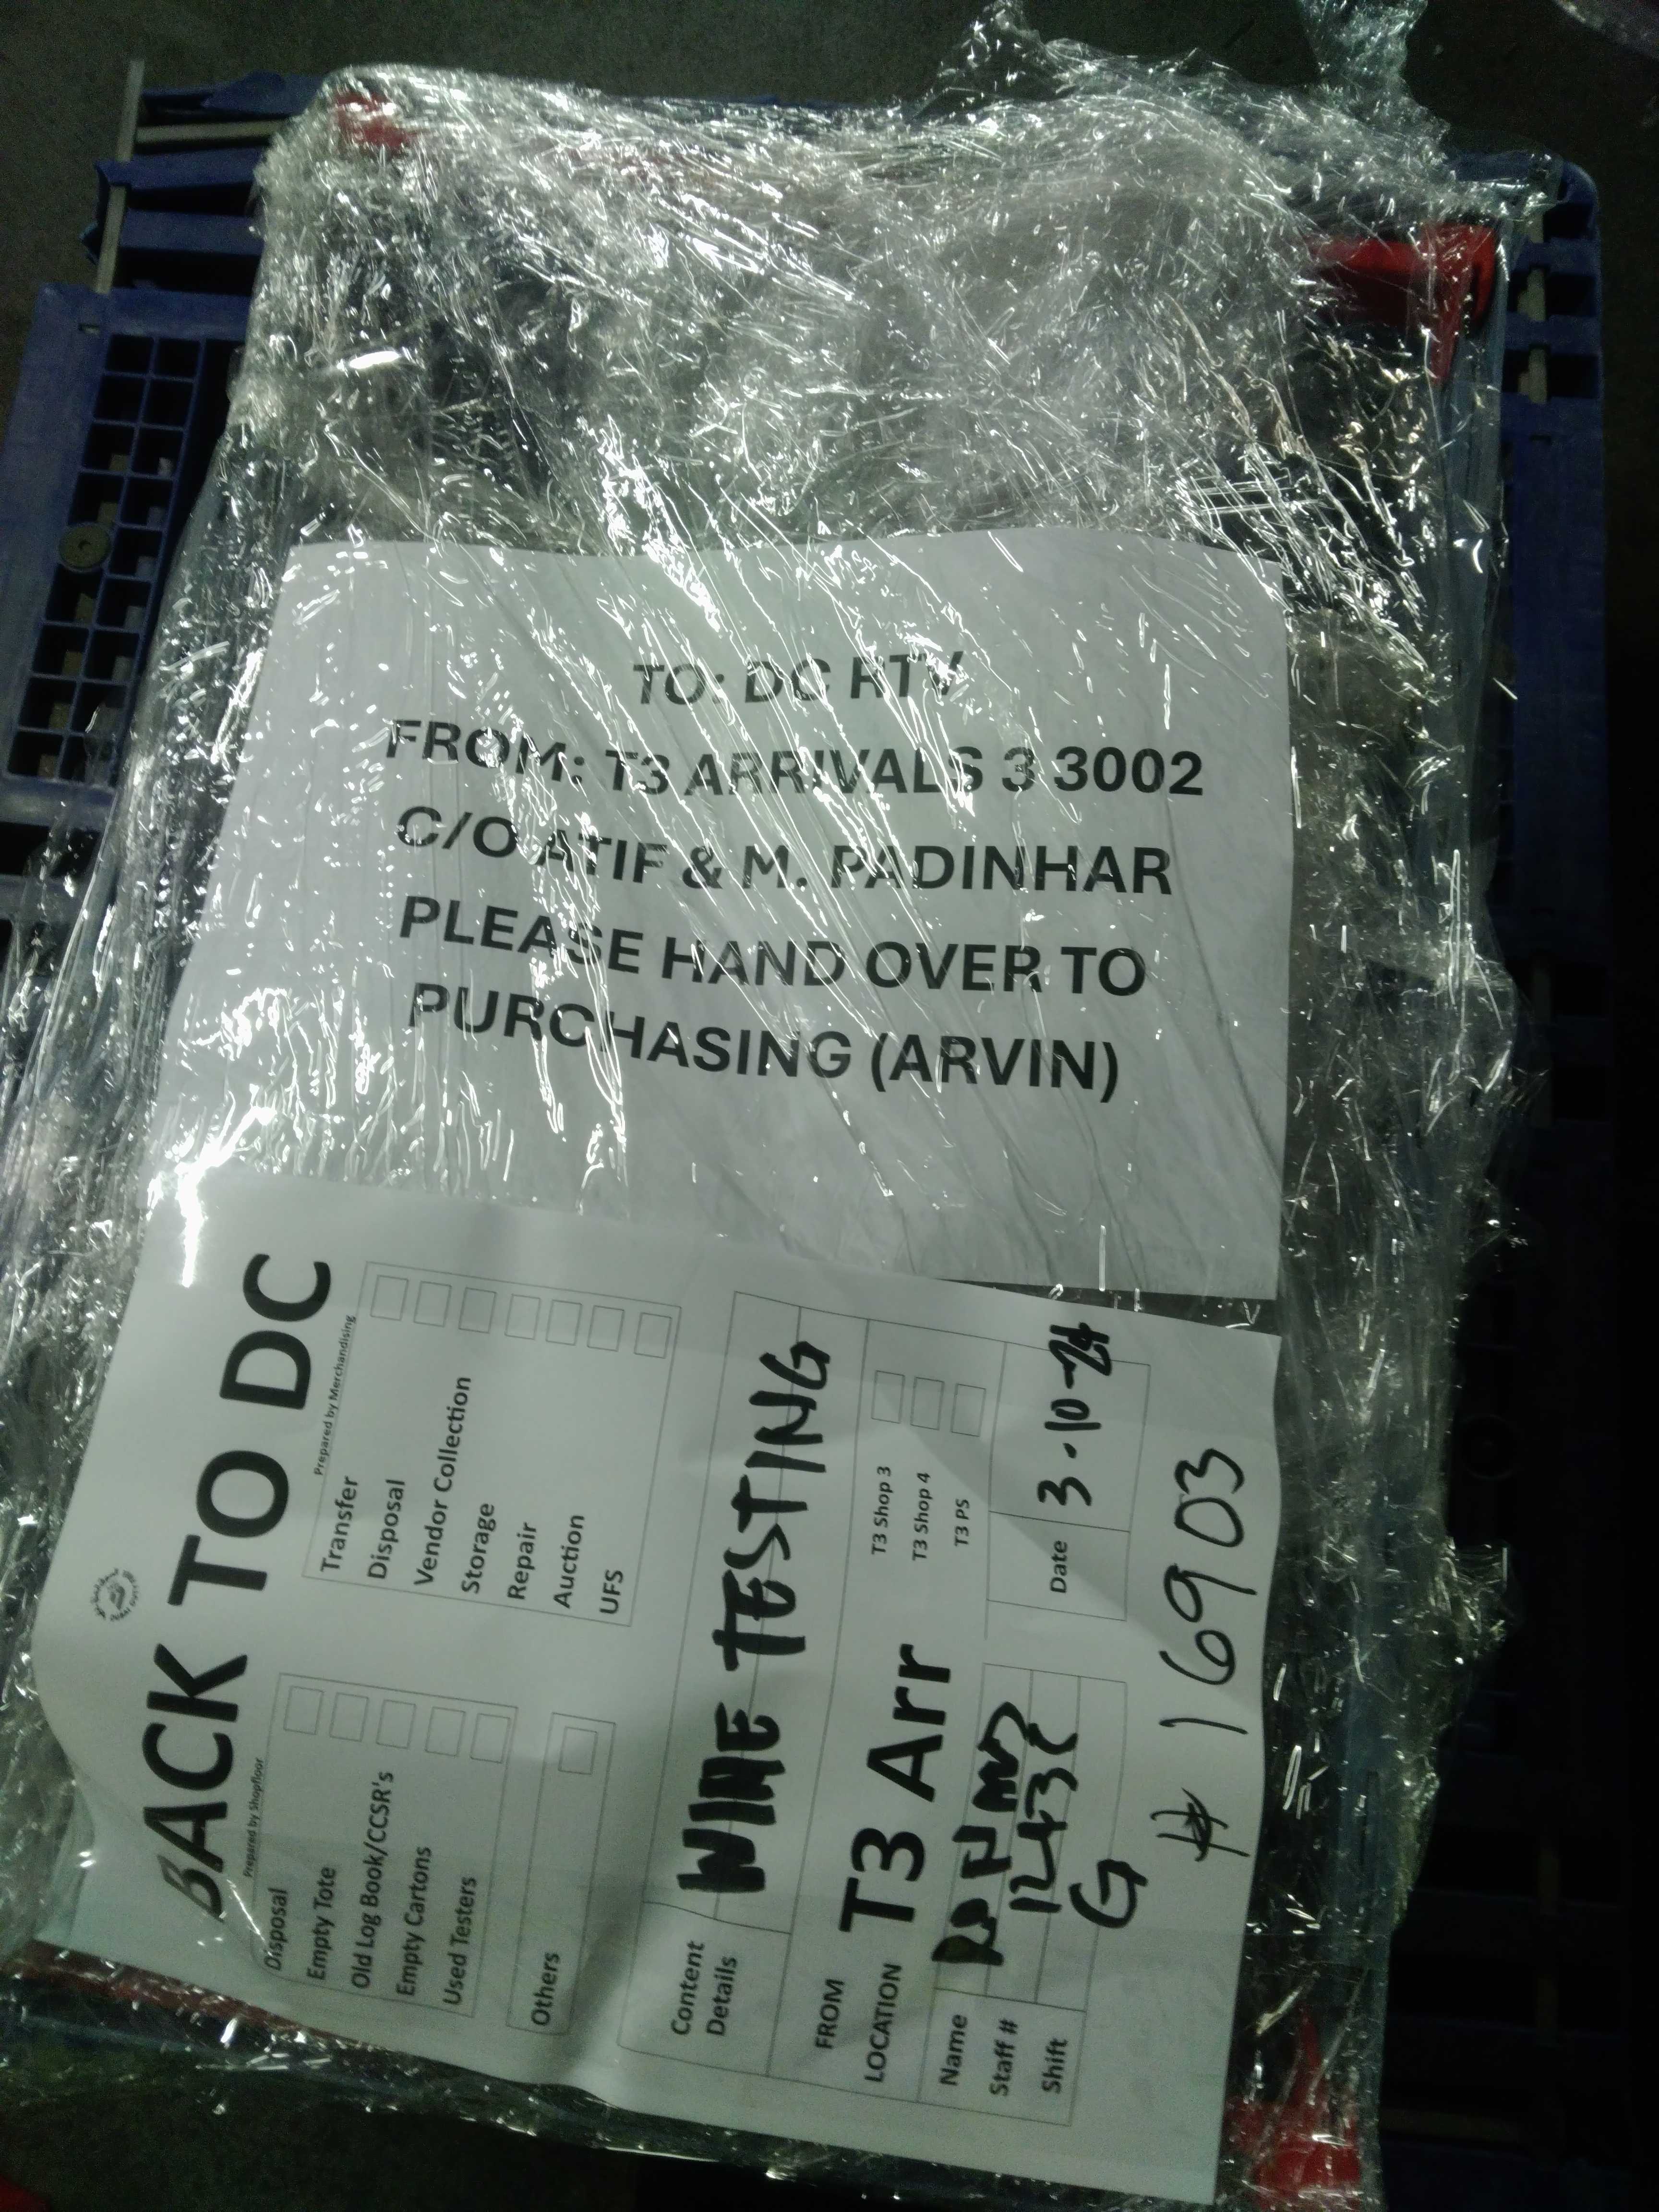 TO: DC RTV
FROM: T3 ARRIVALS 3 3002
C/O ATIF & M. PADINHAR
PLEASE HAND OVER TO
PURCHASING (ARVIN)
BACK TO DC
Prepared by Shopfloor
Disposal
Empty Tote
Old Log Book/CCSR's
Empty Cartons
Used Testers
Others
Prepared by Merchandising
Transfer
Disposal
Vendor Collection
Storage
Repair
Auction
UFS
Content Details
WINE TESTING
FROM LOCATION
T3 Arr
T3 Shop 3
T3 Shop 4
T3 PS
Name
Staff #
Shift G
Date 3-10-24
# 16903